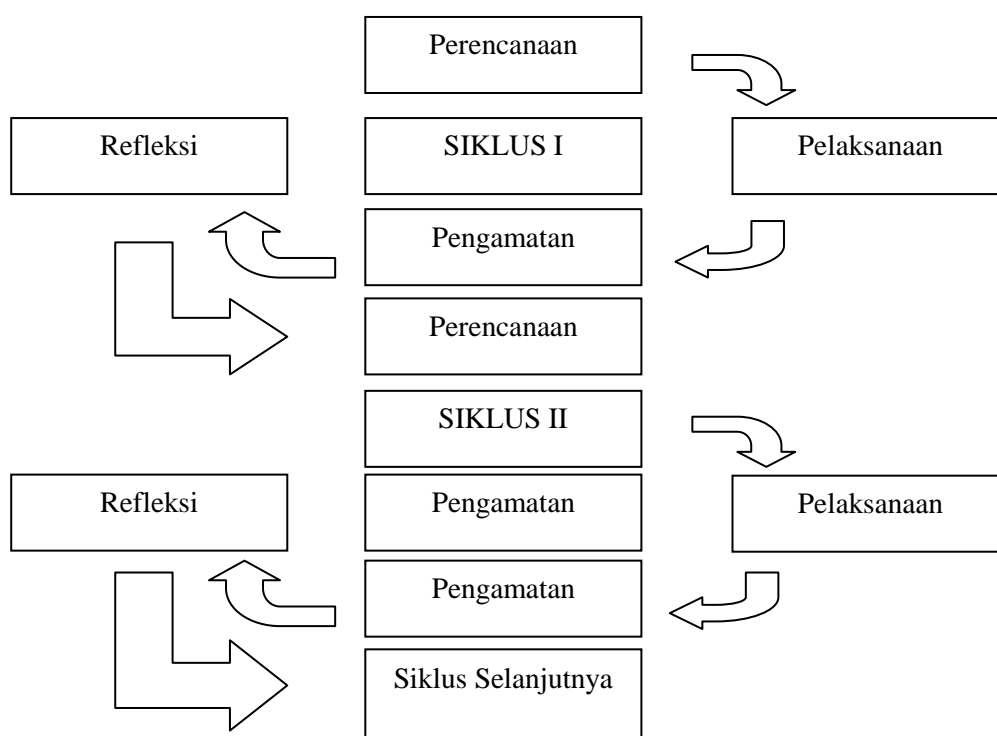 Perencanaan
Refleksi
SIKLUS I
Pelaksanaan
Pengamatan
Perencanaan
SIKLUS II
Refleksi
Pengamatan
Pelaksanaan
Pengamatan
Siklus Selanjutnya